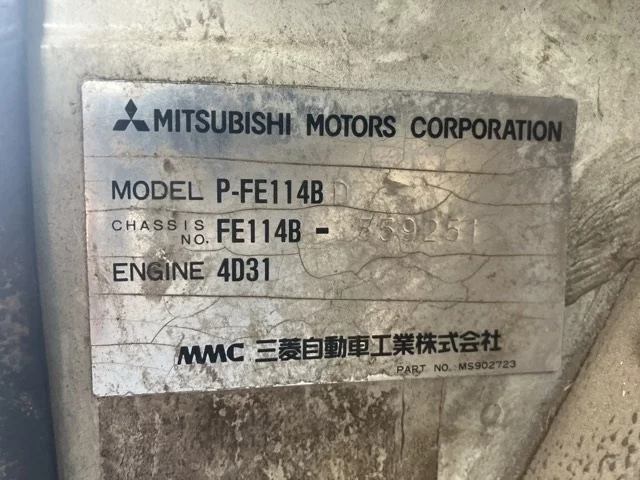 MITSUBISHI MOTORS CORPORATION
MODEL P-FE114BD
CHASSIS NO. FE114B-
ENGINE 4D31
MMC 三菱自動車工業株式会社
PART NO. MS902723